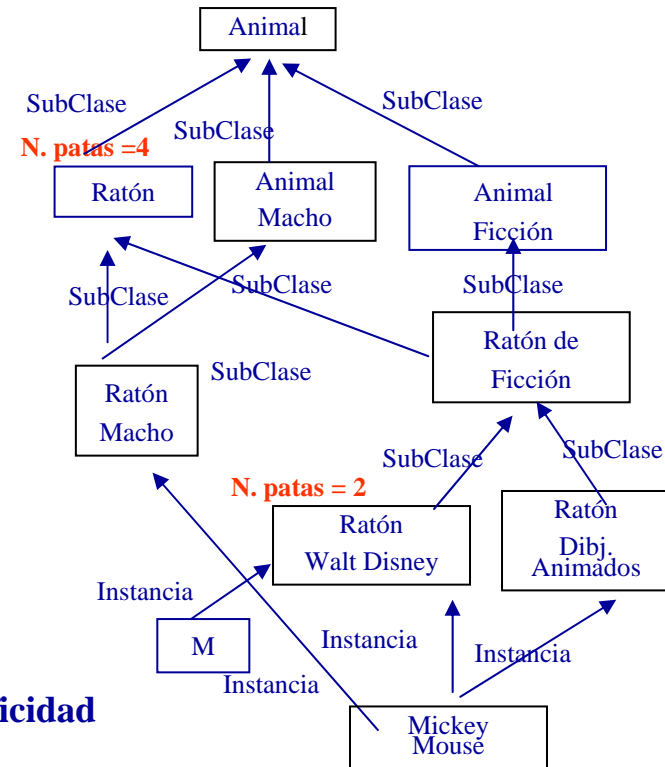 Animal
SubClase
SubClase
SubClase
N. patas =4
Ratón
Animal
Macho
Animal
Ficción
SubClase
SubClase
SubClase
Ratón de
Ficción
SubClase
Ratón
Macho
SubClase
SubClase
N. patas = 2
Ratón
Walt Disney
Ratón
Dibj.
Animados
Instancia
M
Instancia
Instancia
Instancia
icidad
Mickey
Mouse